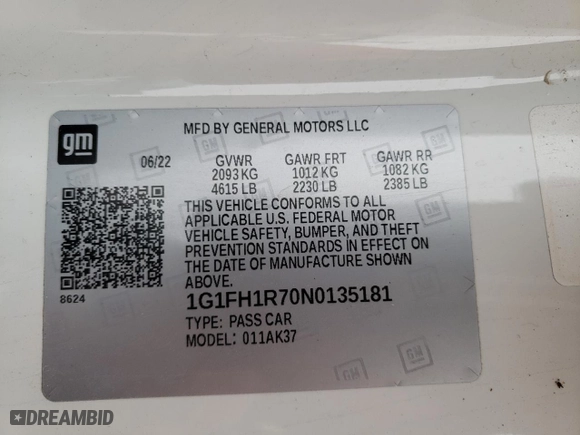 gm
MFD BY GENERAL MOTORS LLC
06/22 GVWR GAWR FRT GAWR RR
2093 KG 1012 KG 1082 KG
4615 LB 2230 LB 2385 LB
THIS VEHICLE CONFORMS TO ALL
APPLICABLE U.S. FEDERAL MOTOR
VEHICLE SAFETY, BUMPER, AND THEFT
PREVENTION STANDARDS IN EFFECT ON
THE DATE OF MANUFACTURE SHOWN
ABOVE.
8624
1G1FH1R70N0135181
TYPE: PASS CAR
MODEL: 011AK37
GM
DREAMBID